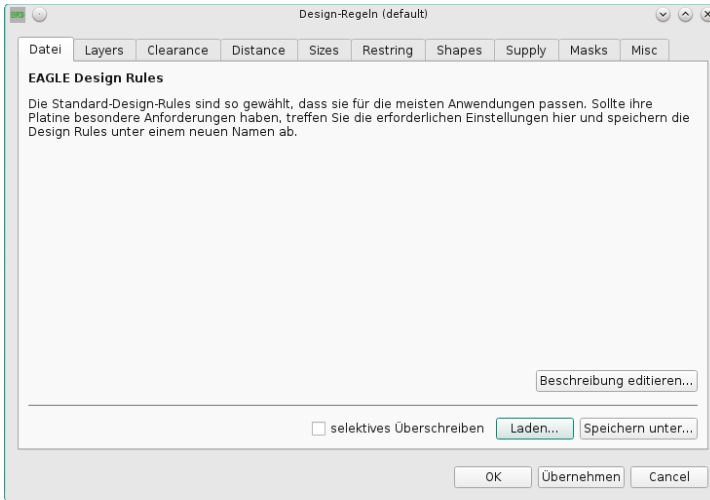 Design-Regeln (default)
Datei Layers Clearance Distance Sizes Restring Shapes Supply Masks Misc
EAGLE Design Rules
Die Standard-Design-Rules sind so gewählt, dass sie für die meisten Anwendungen passen. Sollte ihre
Platine besondere Anforderungen haben, treffen Sie die erforderlichen Einstellungen hier und speichern die
Design Rules unter einem neuen Namen ab.
Beschreibung editieren...
selektives Überschreiben Laden... Speichern unter...
OK Übernehmen Cancel